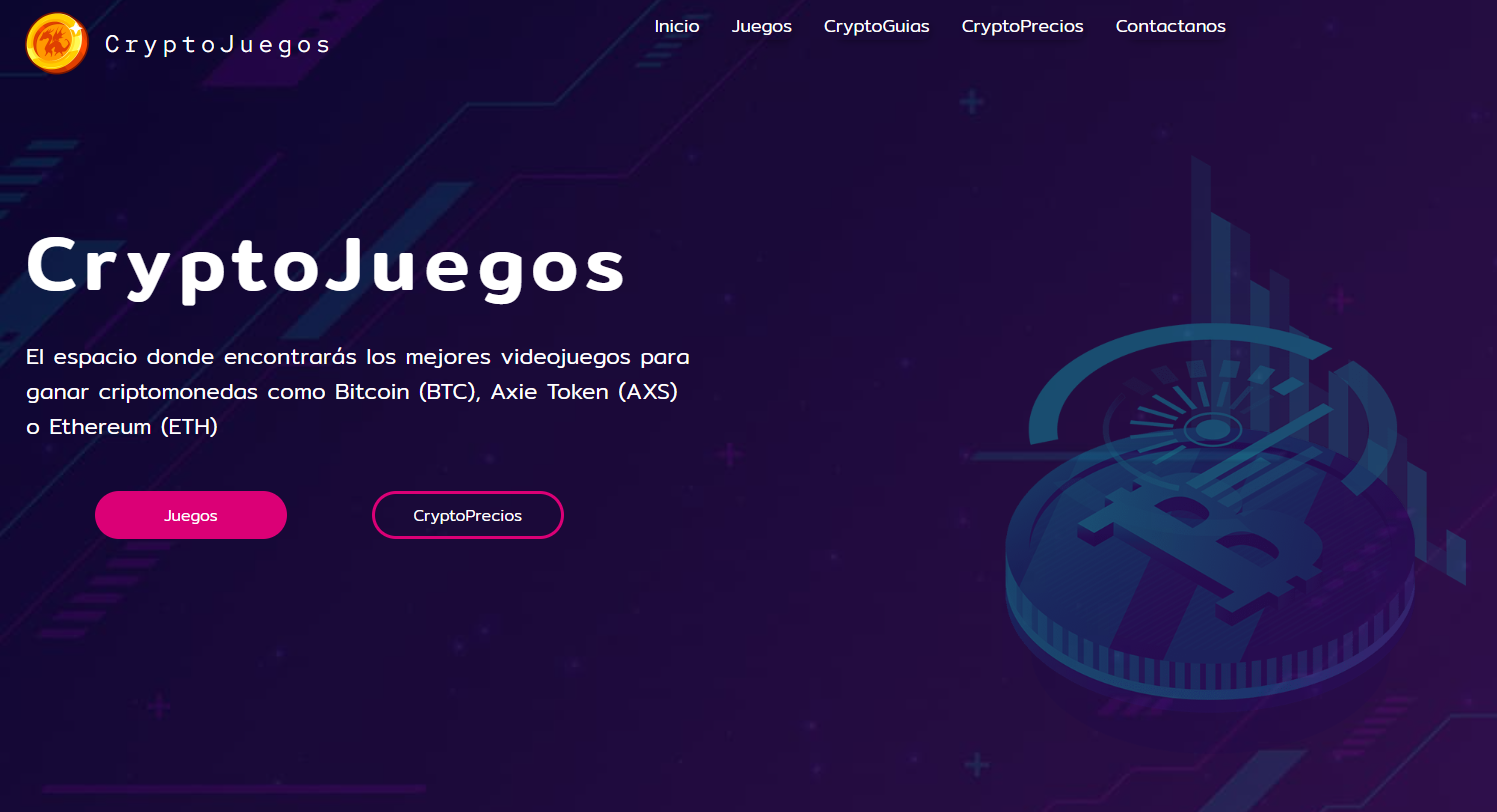 CryptoJuegos
Inicio Juegos CryptoGuias CryptoPrecios Contactanos
CryptoJuegos
El espacio donde encontrarás los mejores videojuegos para
ganar criptomonedas como Bitcoin (BTC), Axie Token (AXS)
o Ethereum (ETH)
Juegos CryptoPrecios